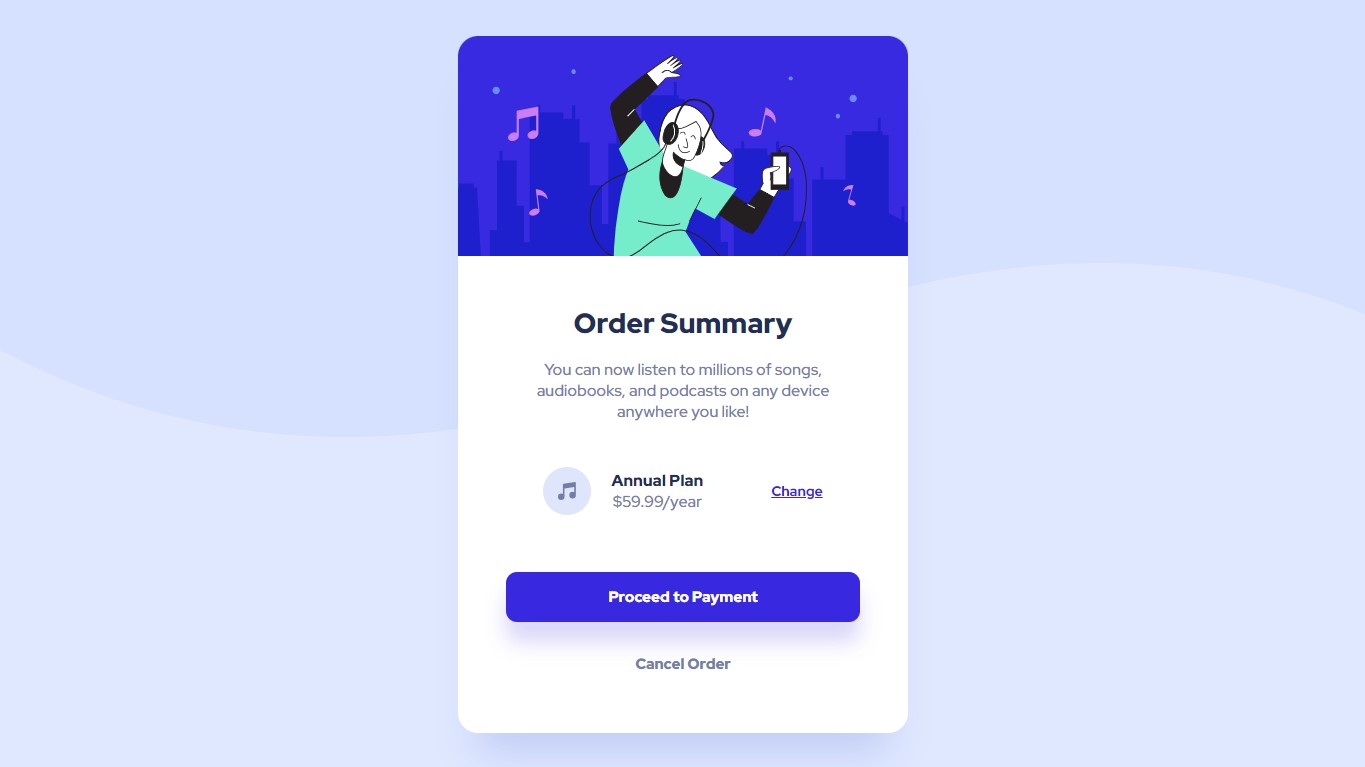 Order Summary
You can now listen to millions of songs,
audiobooks, and podcasts on any device
anywhere you like!
Annual Plan
$59.99/year
Change
Proceed to Payment
Cancel Order